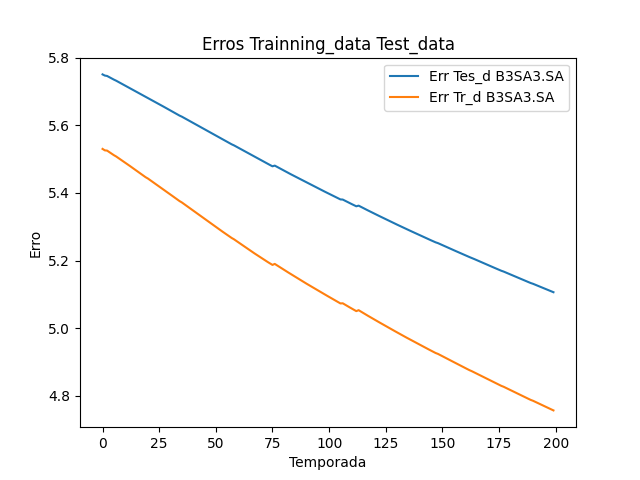 Erros Trainning_data Test_data
Err Tes_d B3SA3.SA
Err Tr_d B3SA3.SA
Erro
5.8
5.6
5.4
5.2
5.0
4.8
0 25 50 75 100 125 150 175 200
Temporada